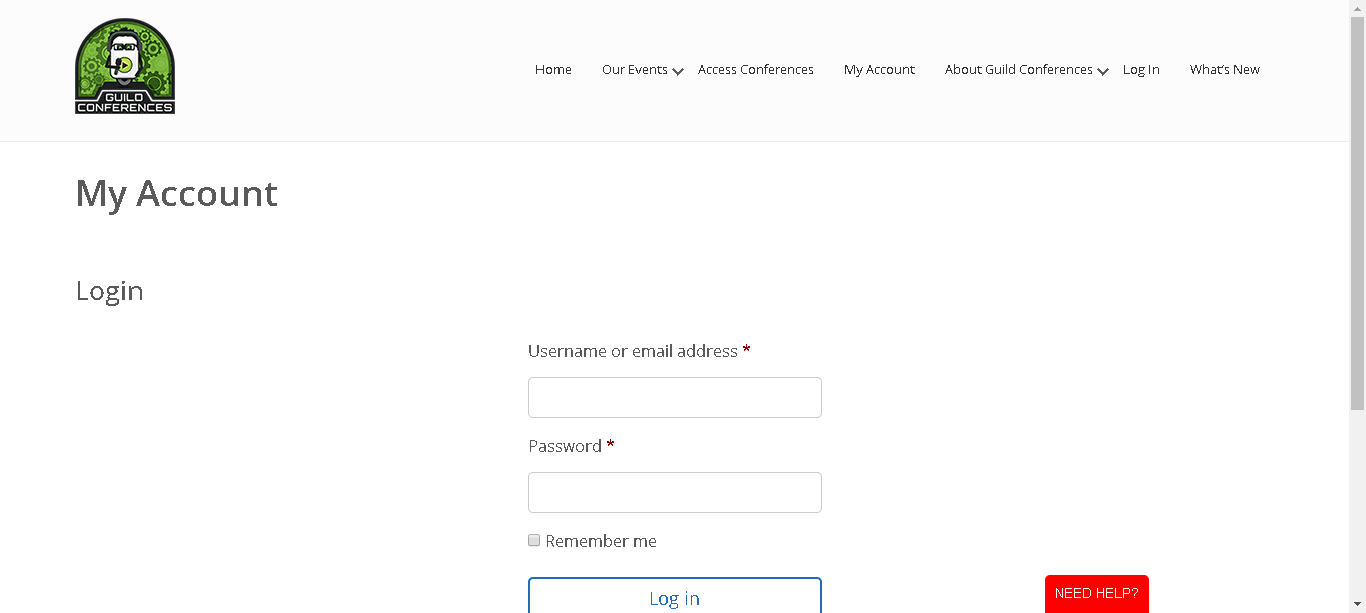 GUILD
CONFERENCES
Home Our Events Access Conferences My Account About Guild Conferences Log In What's New
My Account
Login
Username or email address *
Password *
Remember me
Log in
NEED HELP?